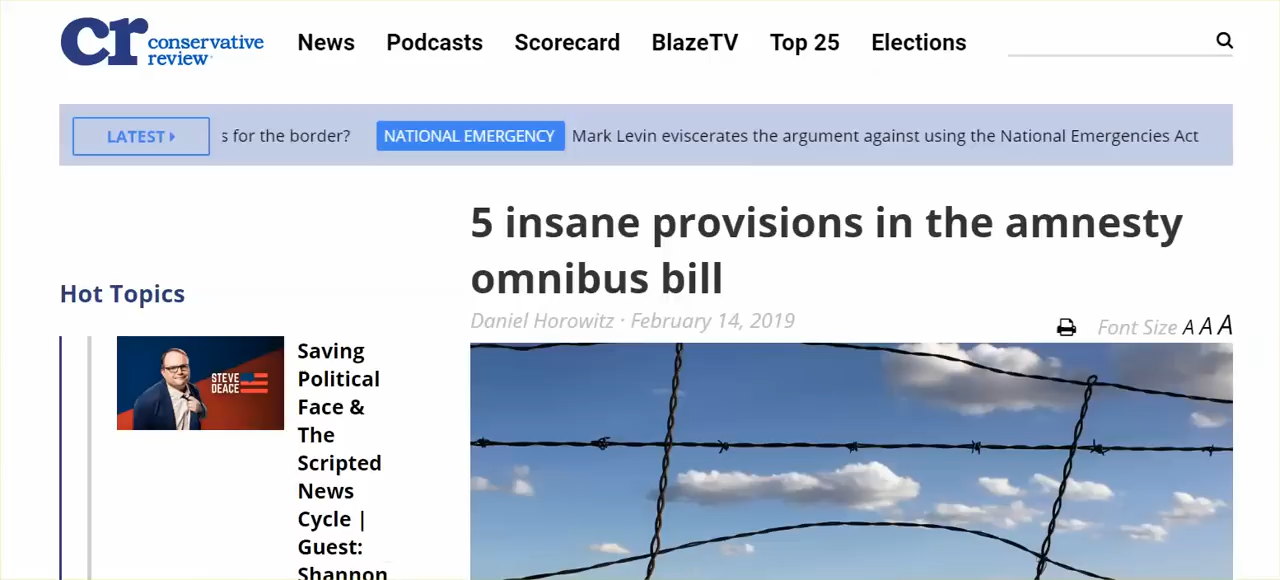 cr conservative review
News Podcasts Scorecard BlazeTV Top 25 Elections
LATEST s for the border? NATIONAL EMERGENCY Mark Levin eviscerates the argument against using the National Emergencies Act
5 insane provisions in the amnesty
omnibus bill
Daniel Horowitz · February 14, 2019
Font Size A A A
Hot Topics
STEVE
DEACE
Saving
Political
Face &
The
Scripted
News
Cycle |
Guest:
Shannon